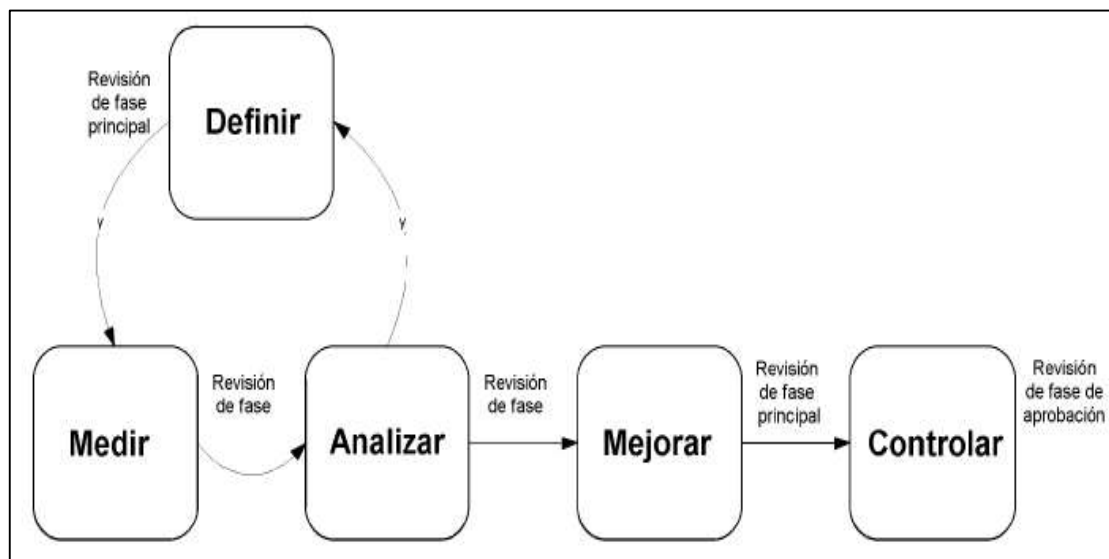 Revisión
de fase
principal
Definir
y
y
Medir
Revisión
de fase
Analizar
Revisión
de fase
Mejorar
Revisión
de fase
principal
Controlar
Revisión
de fase de
aprobación